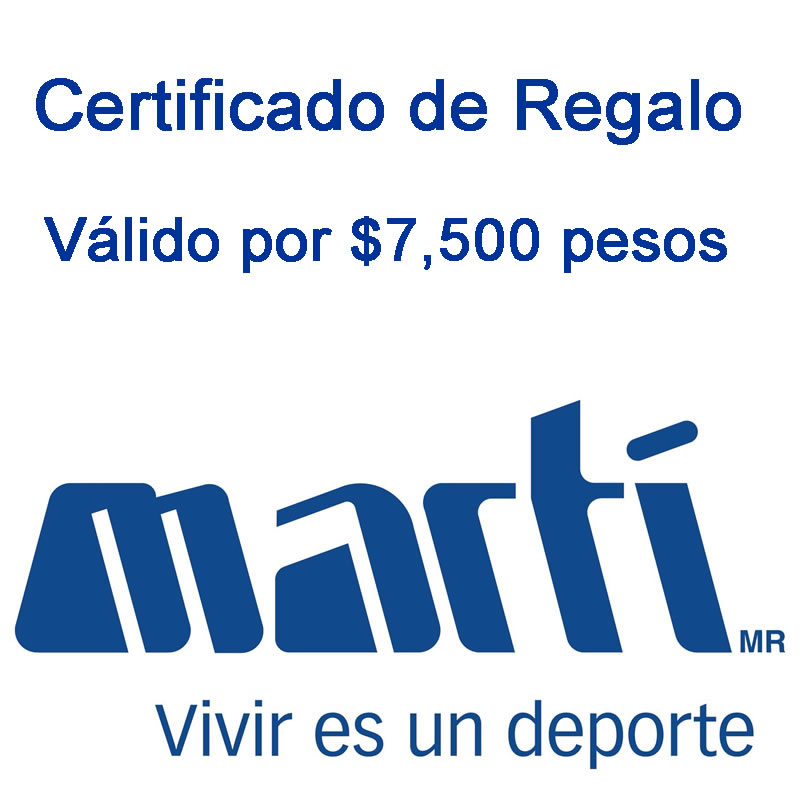 Certificado de Regalo
Válido por $7,500 pesos
martí MR
Vivir es un deporte